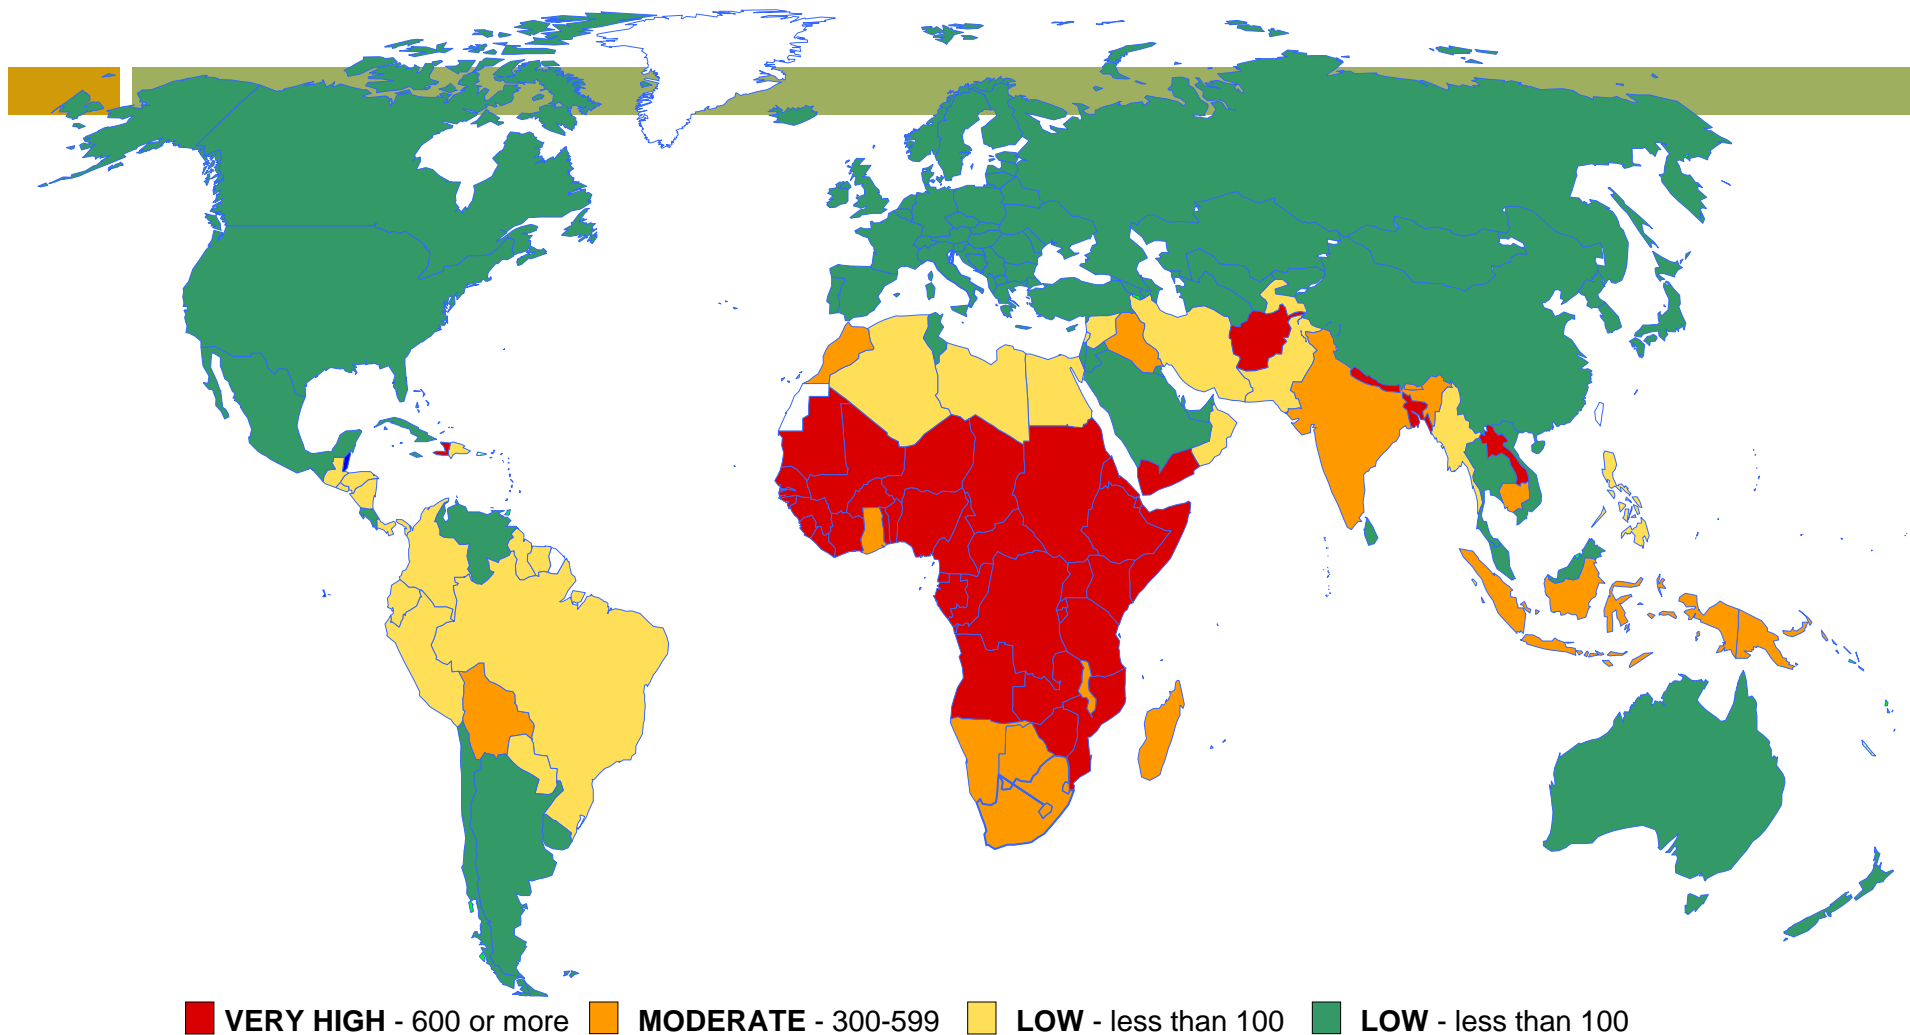 VERY HIGH - 600 or more MODERATE - 300-599 LOW - less than 100 LOW - less than 100